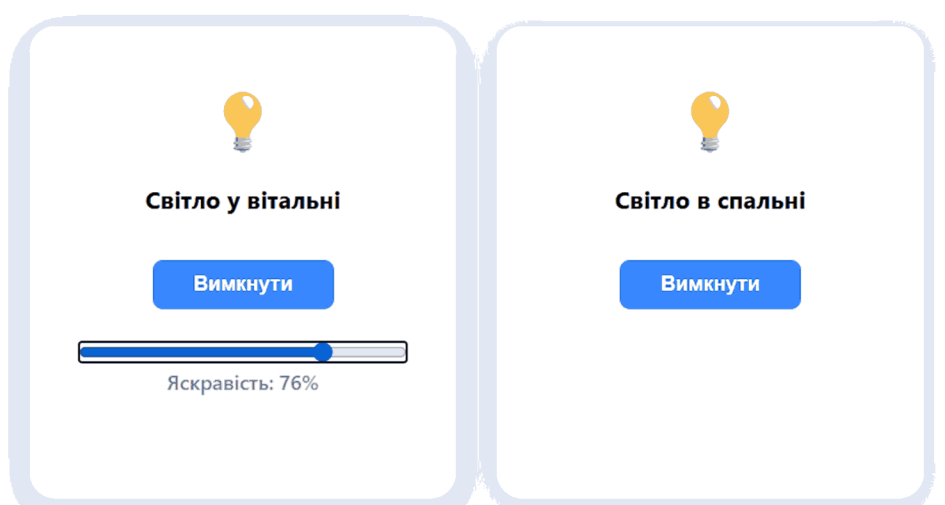 Світло у вітальні
Вимкнути
Яскравість: 76%
Світло в спальні
Вимкнути